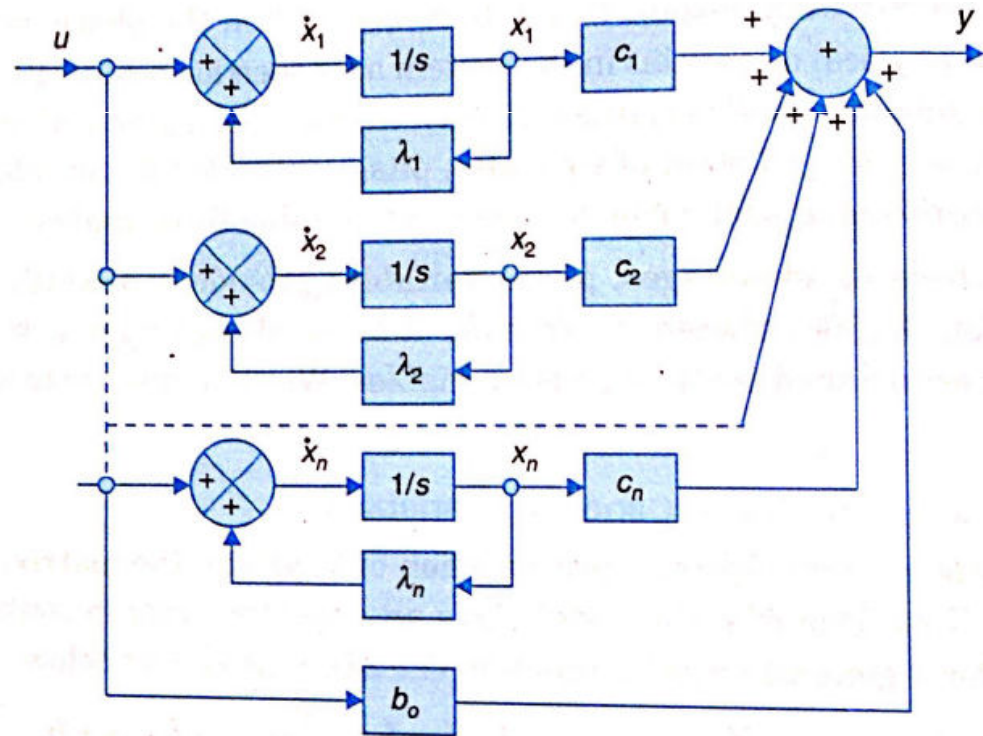 u + + ẋ₁ 1/s x₁ c₁ + + y
λ₁
+ + + + +
+ + ẋ₂ 1/s x₂ c₂
λ₂
+ + ẋₙ 1/s xₙ cₙ
λₙ
bₒ